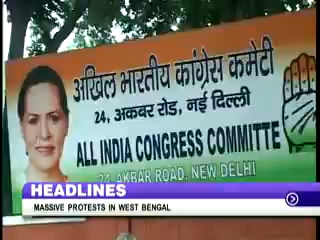 अखिल भारतीय कांग्रेस कमेटी
24, अकबर रोड, नई दिल्ली
ALL INDIA CONGRESS COMMITTE
24, AKBAR ROAD, NEW DELHI
HEADLINES
MASSIVE PROTESTS IN WEST BENGAL